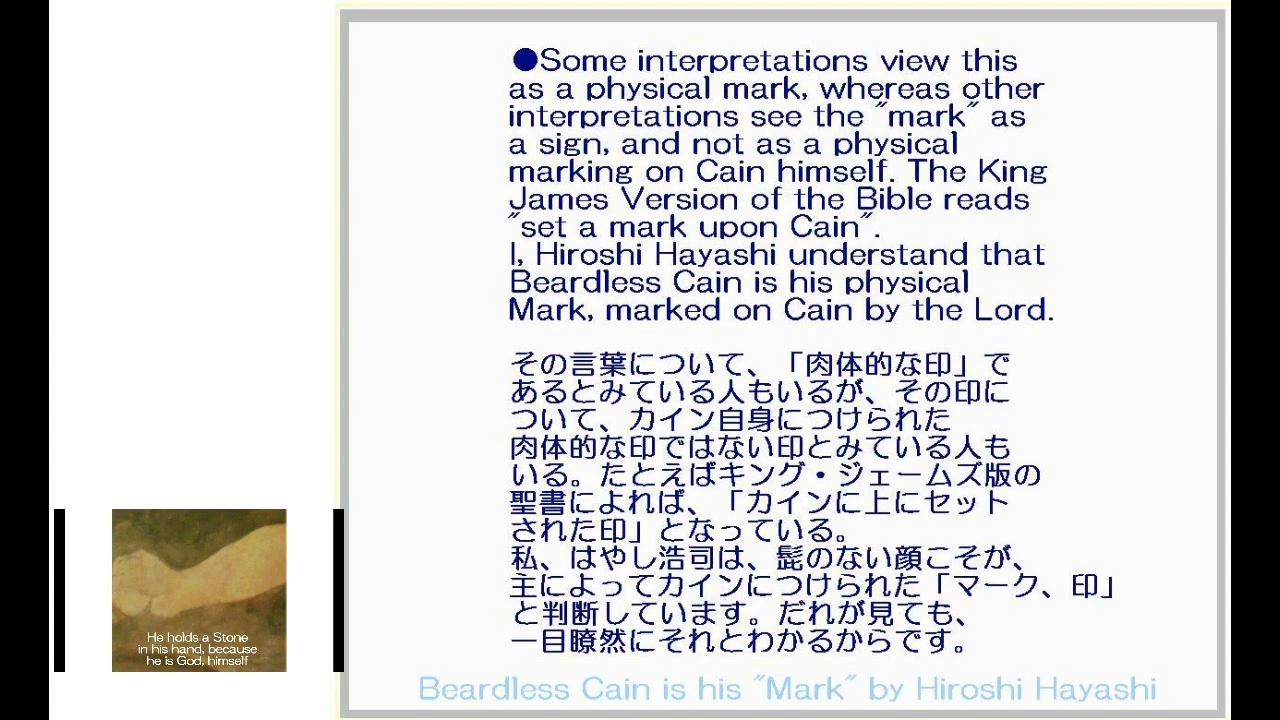 ●Some interpretations view this
as a physical mark, whereas other
interpretations see the "mark" as
a sign, and not as a physical
marking on Cain himself. The King
James Version of the Bible reads
"set a mark upon Cain".
I, Hiroshi Hayashi understand that
Beardless Cain is his physical
Mark, marked on Cain by the Lord.
その言葉について、「肉体的な印」で
あるとみている人もいるが、その印に
ついて、カイン自身につけられた
肉体的な印ではない印とみている人も
いる。たとえばキング・ジェームズ版の
聖書によれば、「カインに上にセット
された印」となっている。
私、はやし浩司は、髭のない顔こそが、
主によってカインにつけられた「マーク、印」
と判断しています。だれが見ても、
一目瞭然にそれとわかるからです。
He holds a Stone
in his hand, because
he is God, himself
Beardless Cain is his "Mark" by Hiroshi Hayashi